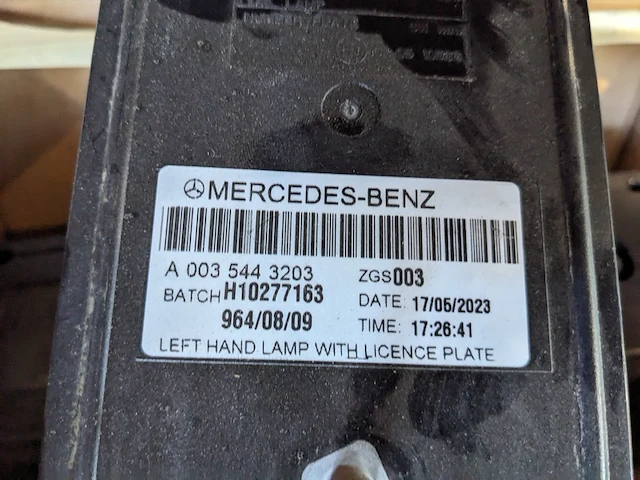 MERCEDES-BENZ
A 003 544 3203 ZGS003
BATCH H10277163 DATE: 17/05/2023
964/08/09 TIME: 17:26:41
LEFT HAND LAMP WITH LICENCE PLATE